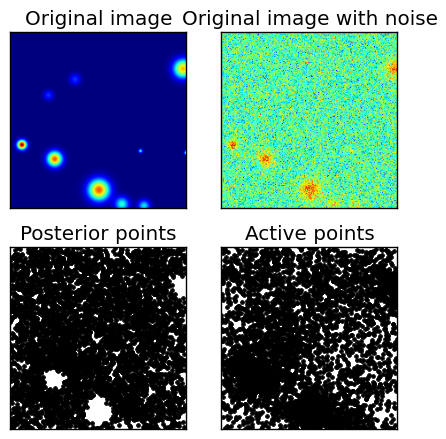 Original image
Original image with noise
Posterior points
Active points